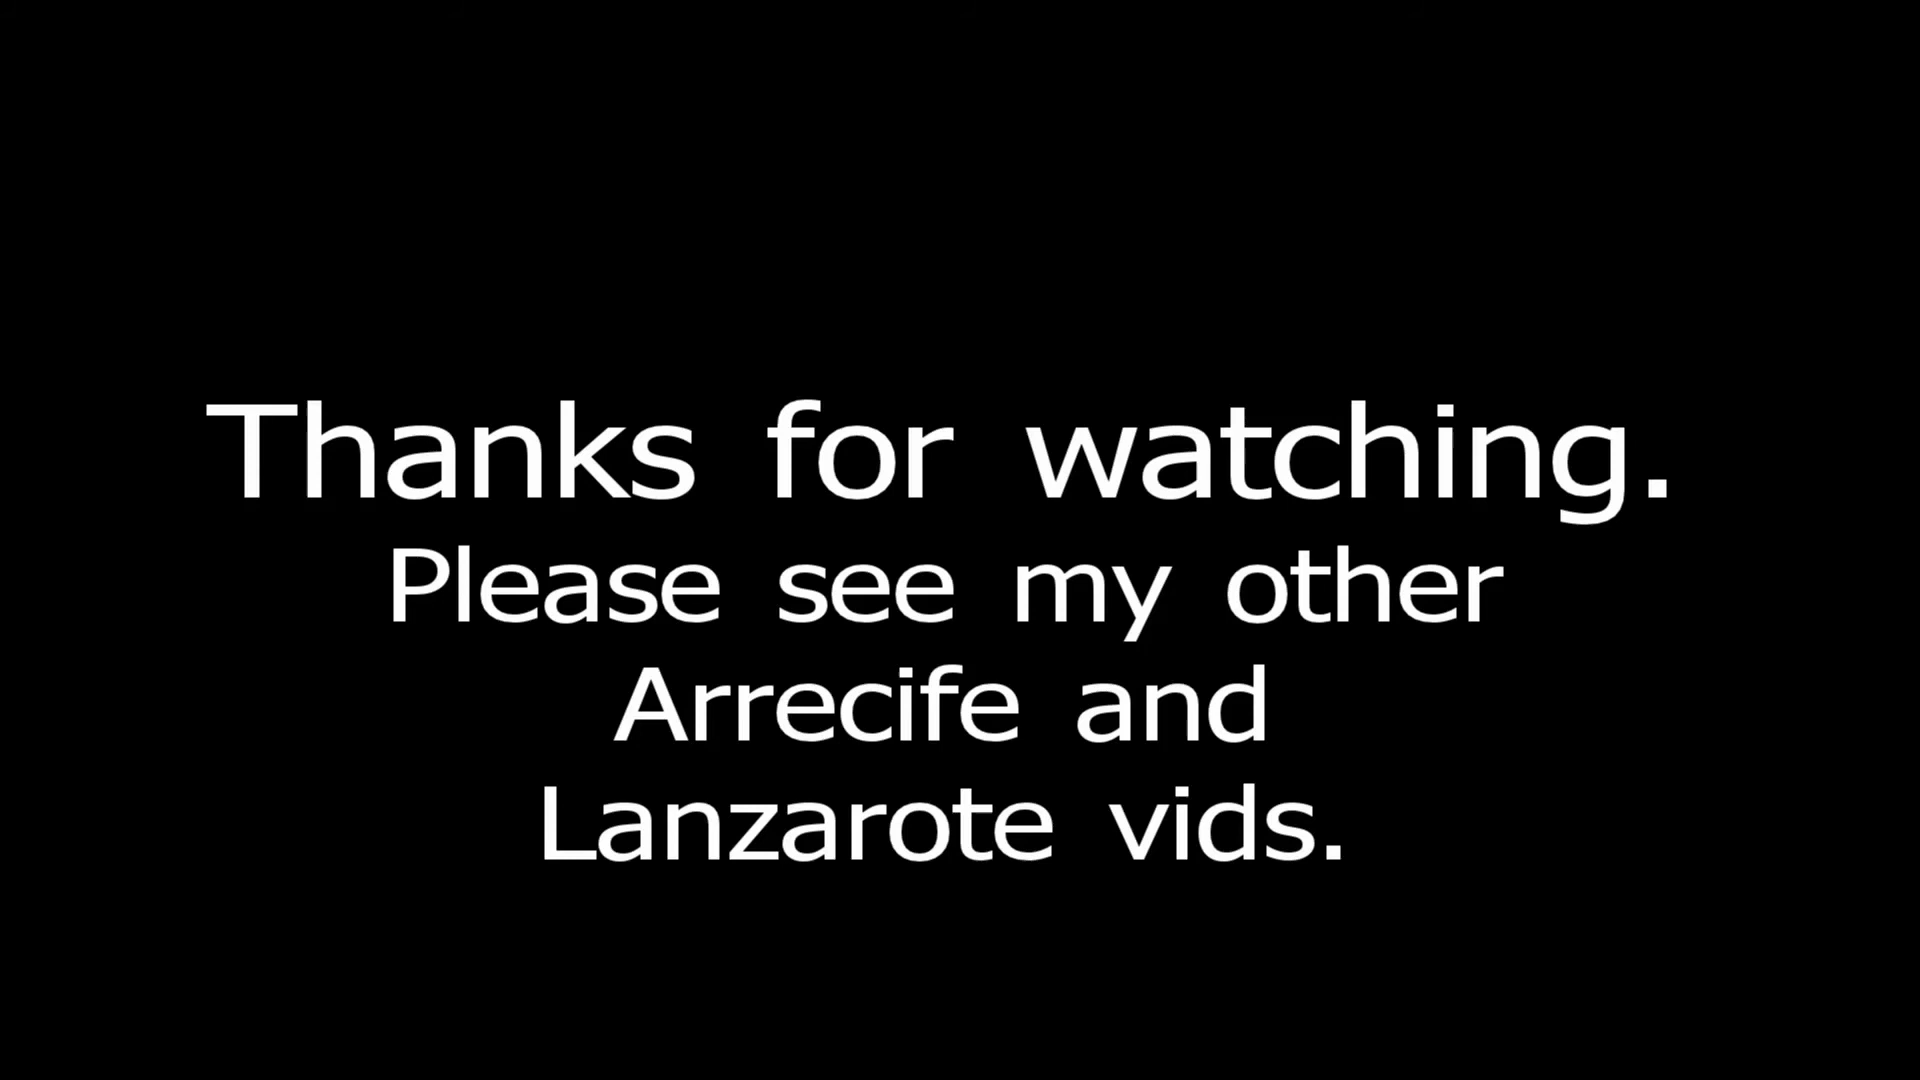 Thanks for watching.
Please see my other
Arrecife and
Lanzarote vids.